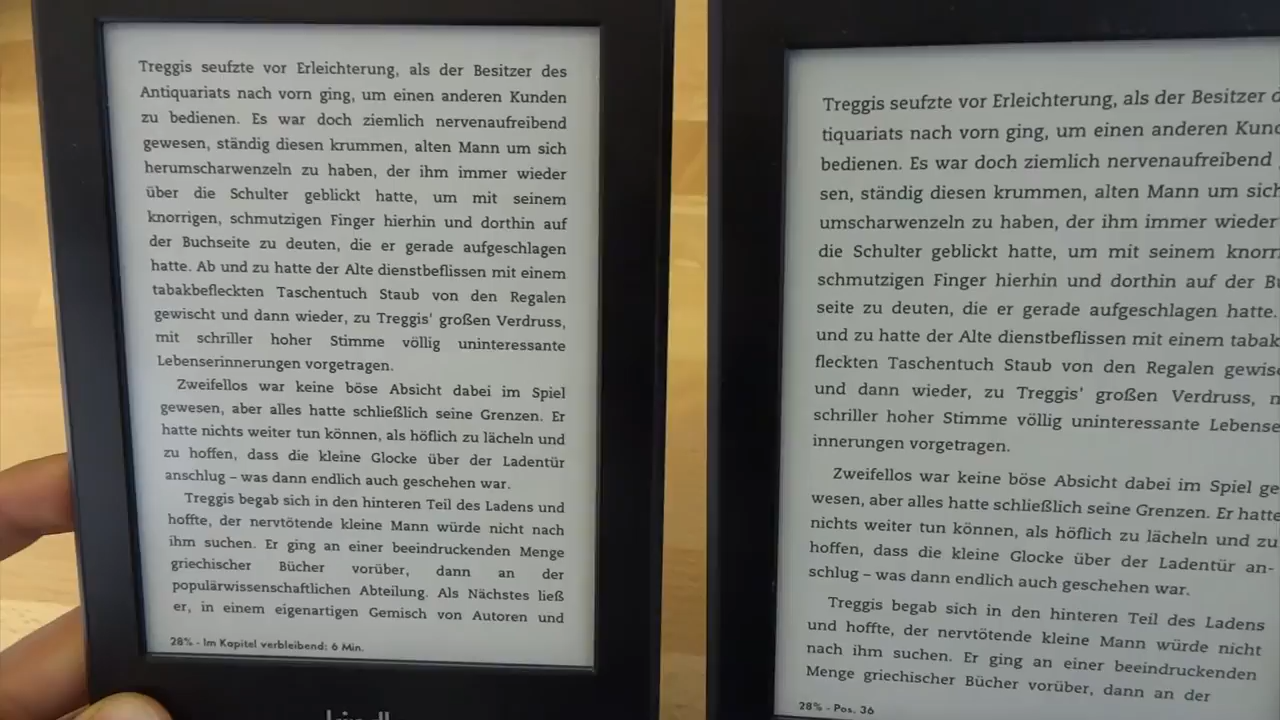 Treggis seufzte vor Erleichterung, als der Besitzer des
Antiquariats nach vorn ging, um einen anderen Kunden
zu bedienen. Es war doch ziemlich nervenaufreibend
gewesen, ständig diesen krummen, alten Mann um sich
herumscharwenzeln zu haben, der ihm immer wieder
über die Schulter geblickt hatte, um mit seinem
knorrigen, schmutzigen Finger hierhin und dorthin auf
der Buchseite zu deuten, die er gerade aufgeschlagen
hatte. Ab und zu hatte der Alte dienstbeflissen mit einem
tabakbefleckten Taschentuch Staub von den Regalen
gewischt und dann wieder, zu Treggis' großen Verdruss,
mit schriller hoher Stimme völlig uninteressante
Lebenserinnerungen vorgetragen.
Zweifellos war keine böse Absicht dabei im Spiel
gewesen, aber alles hatte schließlich seine Grenzen. Er
hatte nichts weiter tun können, als höflich zu lächeln und
zu hoffen, dass die kleine Glocke über der Ladentür
anschlug – was dann endlich auch geschehen war.
Treggis begab sich in den hinteren Teil des Ladens und
hoffte, der nervtötende kleine Mann würde nicht nach
ihm suchen. Er ging an einer beeindruckenden Menge
griechischer Bücher vorüber, dann an der
populärwissenschaftlichen Abteilung. Als Nächstes ließ
er, in einem eigenartigen Gemisch von Autoren und
28% - Im Kapitel verbleibend: 6 Min.
Treggis seufzte vor Erleichterung, als der Besitzer
tiquariats nach vorn ging, um einen anderen
bedienen. Es war doch ziemlich nervenaufreibend
sen, ständig diesen krummen, alten Mann um sich
umscharwenzeln zu haben, der ihm immer wieder
die Schulter geblickt hatte, um mit seinem
schmutzigen Finger hierhin und dorthin auf der
seite zu deuten, die er gerade aufgeschlagen hatte.
und zu hatte der Alte dienstbeflissen mit einem
fleckten Taschentuch Staub von den Regalen
und dann wieder, zu Treggis' großen Verdruss,
schriller hoher Stimme völlig uninteressante
innerungen vorgetragen.
Zweifellos war keine böse Absicht dabei im Spiel ge
wesen, aber alles hatte schließlich seine Grenzen. Er hatte
nichts weiter tun können, als höflich zu lächeln und zu
hoffen, dass die kleine Glocke über der Ladentür an-
schlug – was dann endlich auch geschehen war.
Treggis begab sich in den hinteren Teil des Ladens
und hoffte, der nervtötende kleine Mann würde nicht
nach ihm suchen. Er ging an einer beeindruckenden
Menge griechischer Bücher vorüber, dann an der
28% - Pos. 36